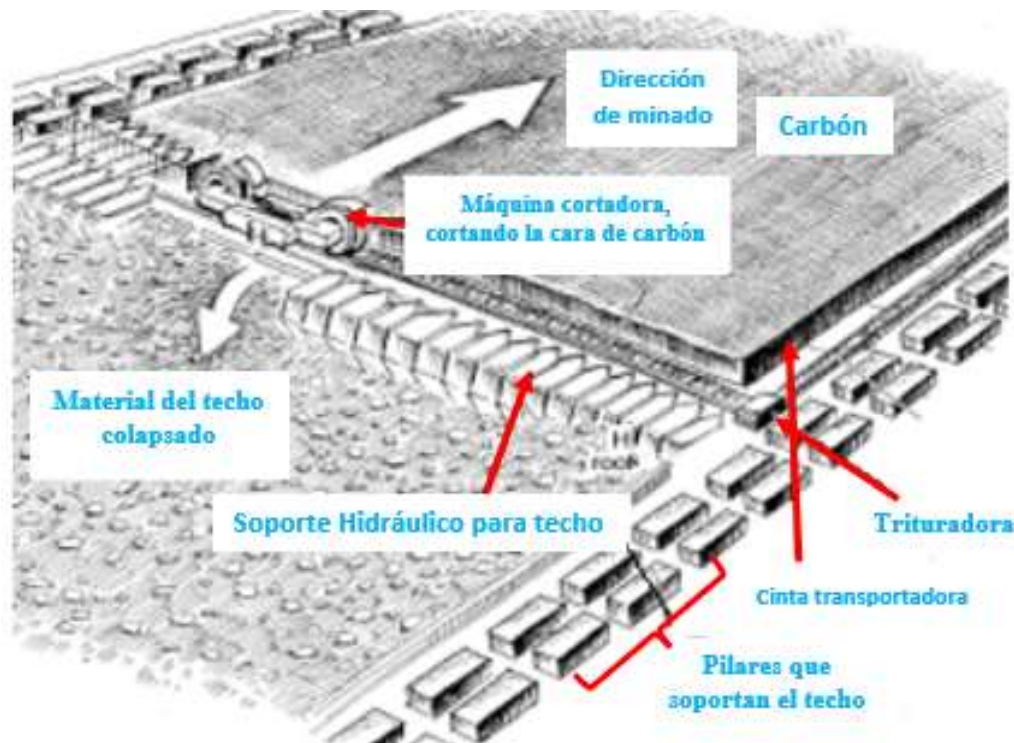 Dirección
de minado
Carbón
Máquina cortadora,
cortando la cara de carbón
Material del techo
colapsado
Soporte Hidráulico para techo
Trituradora
Cinta transportadora
Pilares que
soportan el techo